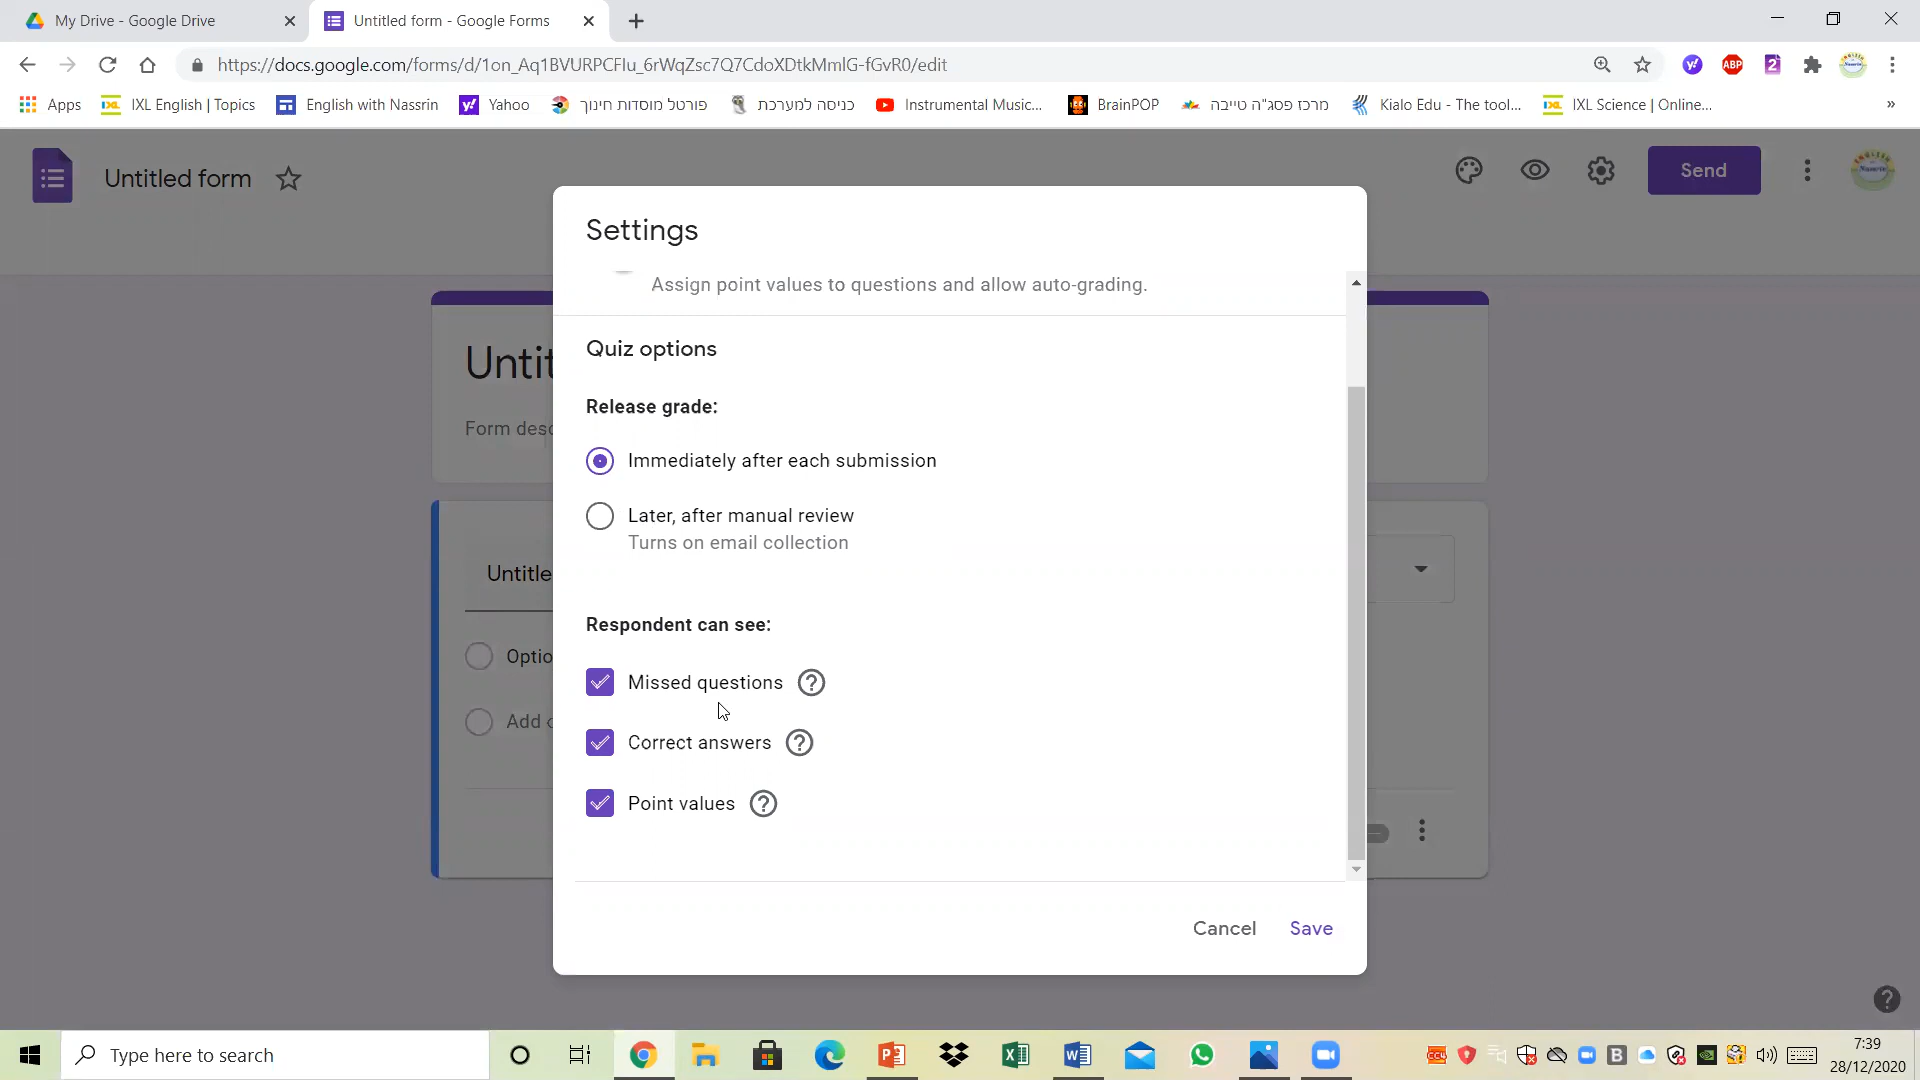 My Drive - Google Drive
Untitled form - Google Forms
https://docs.google.com/forms/d/1on_Aq1BVURPCFIu_6rWqZsc7Q7CdoXDtkMmlG-fGvR0/edit
ABP
2
Apps
IXL English | Topics
English with Nassrin
Yahoo
פורטל מוסדות חינוך
כניסה למערכת
Instrumental Music...
BrainPOP
מרכז פסג"ה טייבה
Kialo Edu - The tool...
IXL Science | Online...
»
Untitled form
Send
Settings
Assign point values to questions and allow auto-grading.
Quiz options
Untit
Release grade:
Form desc
Immediately after each submission
Later, after manual review
Turns on email collection
Untitle
Respondent can see:
Optio
Missed questions
Add
Correct answers
Point values
Cancel
Save
Type here to search
7:39
28/12/2020